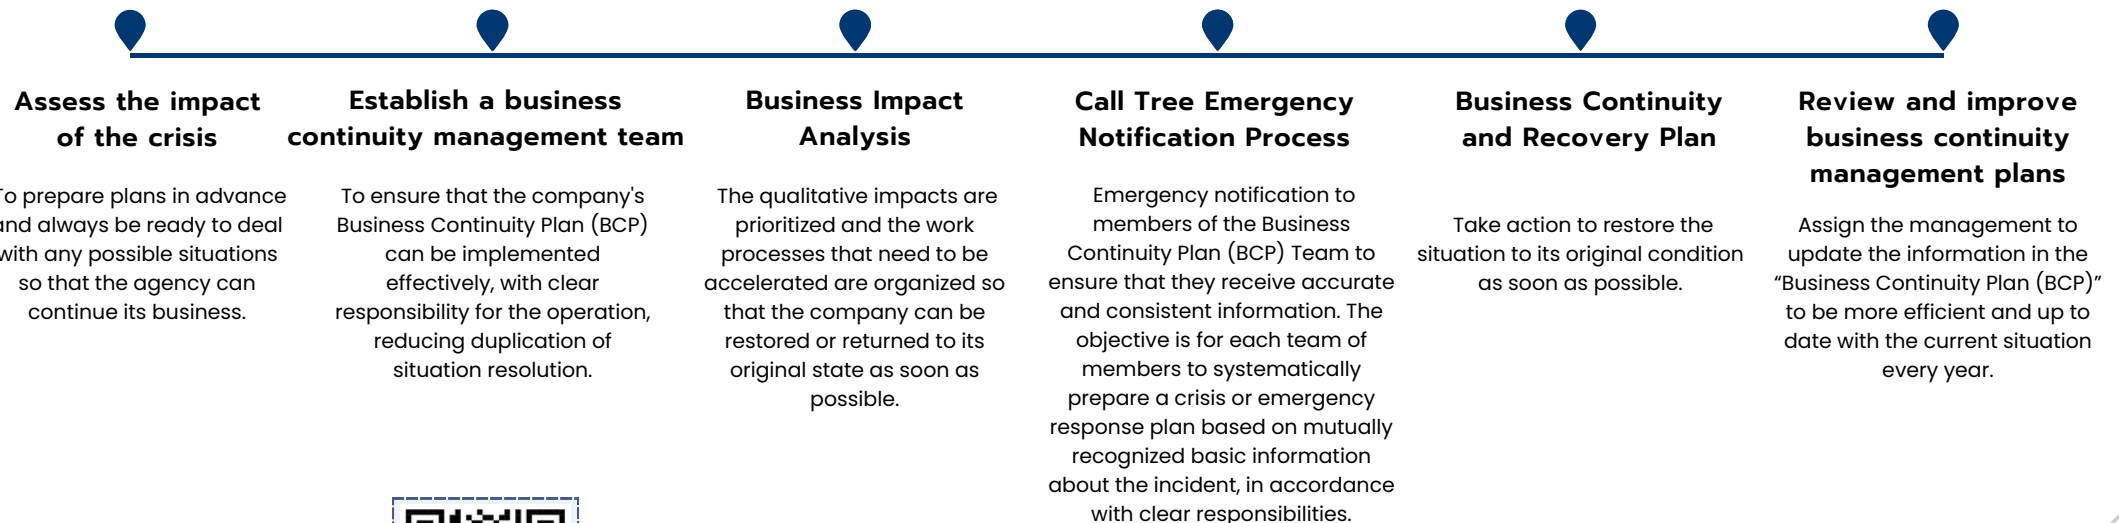 Assess the impact
of the crisis
To prepare plans in advance
and always be ready to deal
with any possible situations
so that the agency can
continue its business.
Establish a business
continuity management team
To ensure that the company's
Business Continuity Plan (BCP)
can be implemented
effectively, with clear
responsibility for the operation,
reducing duplication of
situation resolution.
Business Impact
Analysis
The qualitative impacts are
prioritized and the work
processes that need to be
accelerated are organized so
that the company can be
restored or returned to its
original state as soon as
possible.
Call Tree Emergency
Notification Process
Emergency notification to
members of the Business
Continuity Plan (BCP) Team to
ensure that they receive accurate
and consistent information. The
objective is for each team of
members to systematically
prepare a crisis or emergency
response plan based on mutually
recognized basic information
about the incident, in accordance
with clear responsibilities.
Business Continuity
and Recovery Plan
Take action to restore the
situation to its original condition
as soon as possible.
Review and improve
business continuity
management plans
Assign the management to
update the information in the
“Business Continuity Plan (BCP)”
to be more efficient and up to
date with the current situation
every year.